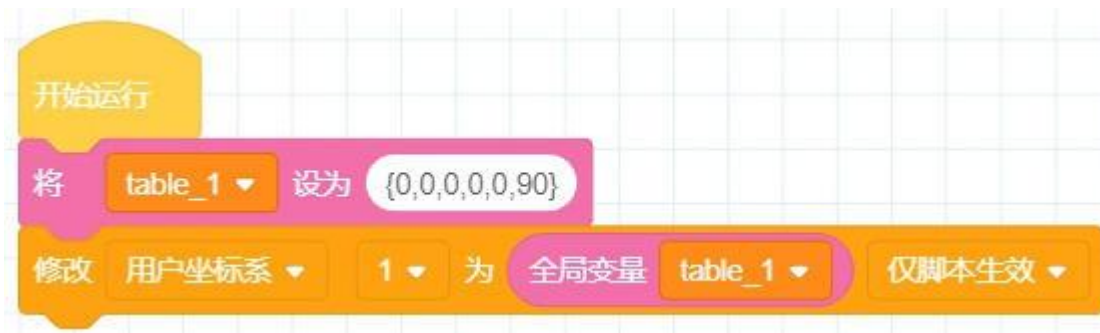 开始运行
将 table_1 设为 {0,0,0,0,0,90}
修改 用户坐标系 1 为 全局变量 table_1 仅脚本生效